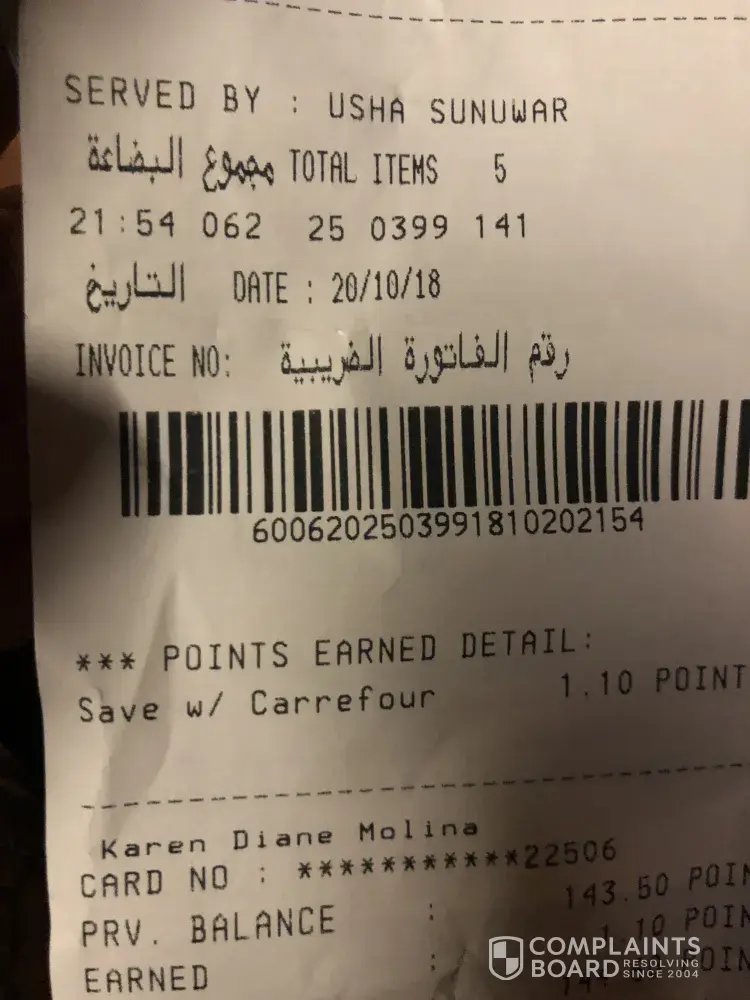 SERVED BY : USHA SUNUWAR
مجموع البضاعة TOTAL ITEMS 5
21:54 062 25 0399 141
التاريخ DATE : 20/10/18
INVOICE NO: رقم الفاتورة الضريبية
6006202503991810202154
*** POINTS EARNED DETAIL:
Save w/ Carrefour 1.10 POINT
Karen Diane Molina
CARD NO : ***********22506
PRV. BALANCE : 143.50 POIN
EARNED : 1.10 POIN
COMPLAINTS
BOARD RESOLVING
SINCE 2004